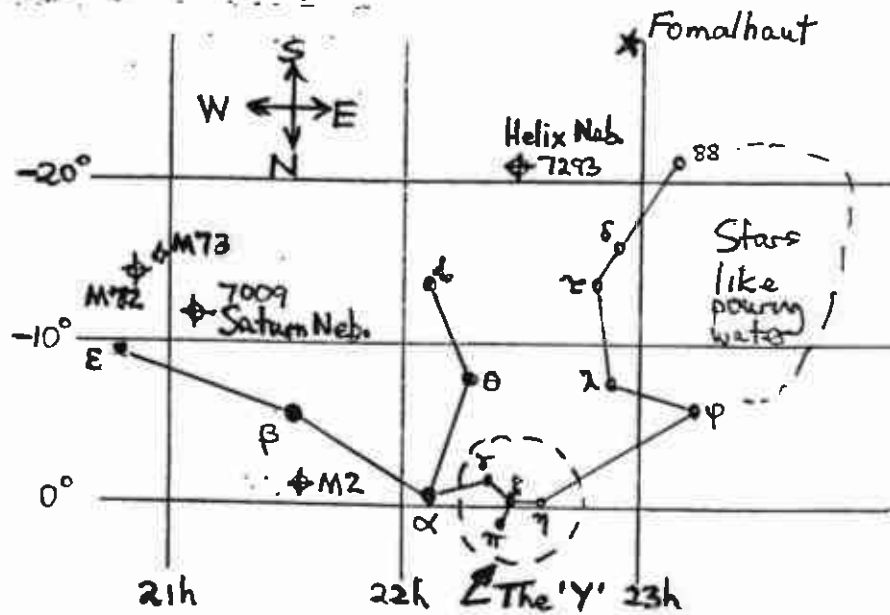 Fomalhaut
S
W E
N
Helix Neb.
7293
88
-20°
δ
Stars
like
pouring
water
M73
M72
τ
7009
Saturn Neb.
-10°
ε
θ
λ
φ
β
γ
M2
0°
α
η
π
21h
22h
The 'Y'
23h